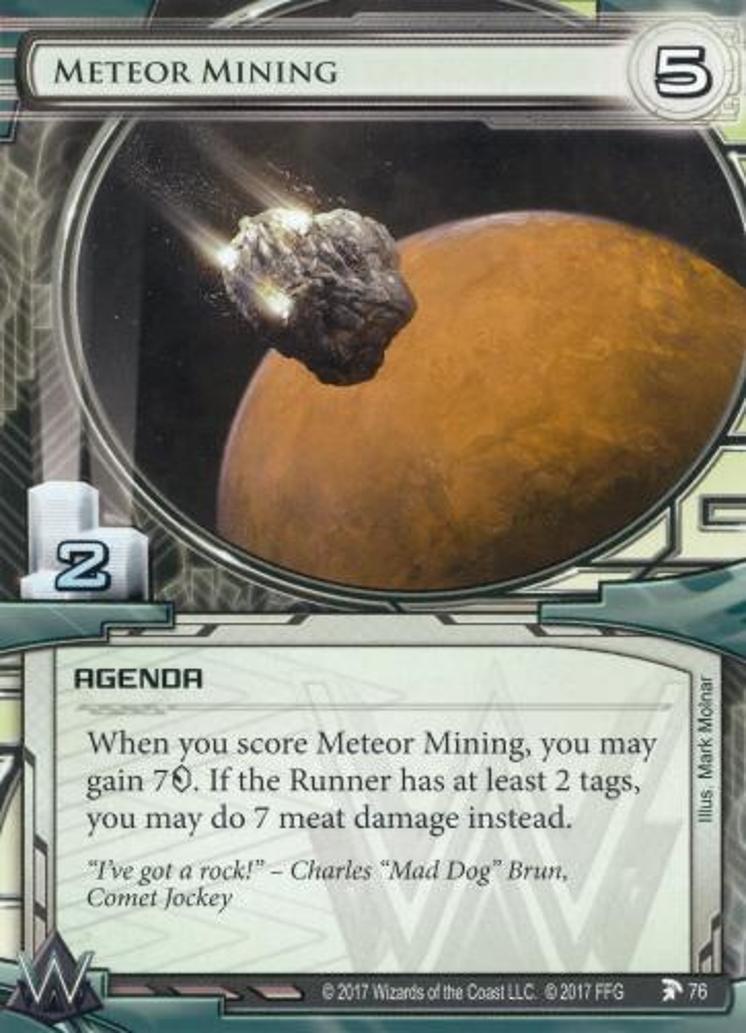 Meteor Mining
5
2
AGENDA
When you score Meteor Mining, you may
gain 7. If the Runner has at least 2 tags,
you may do 7 meat damage instead.
“I’ve got a rock!” – Charles “Mad Dog” Brun,
Comet Jockey
Illus. Mark Molnar
W
© 2017 Wizards of the Coast LLC. © 2017 FFG
76